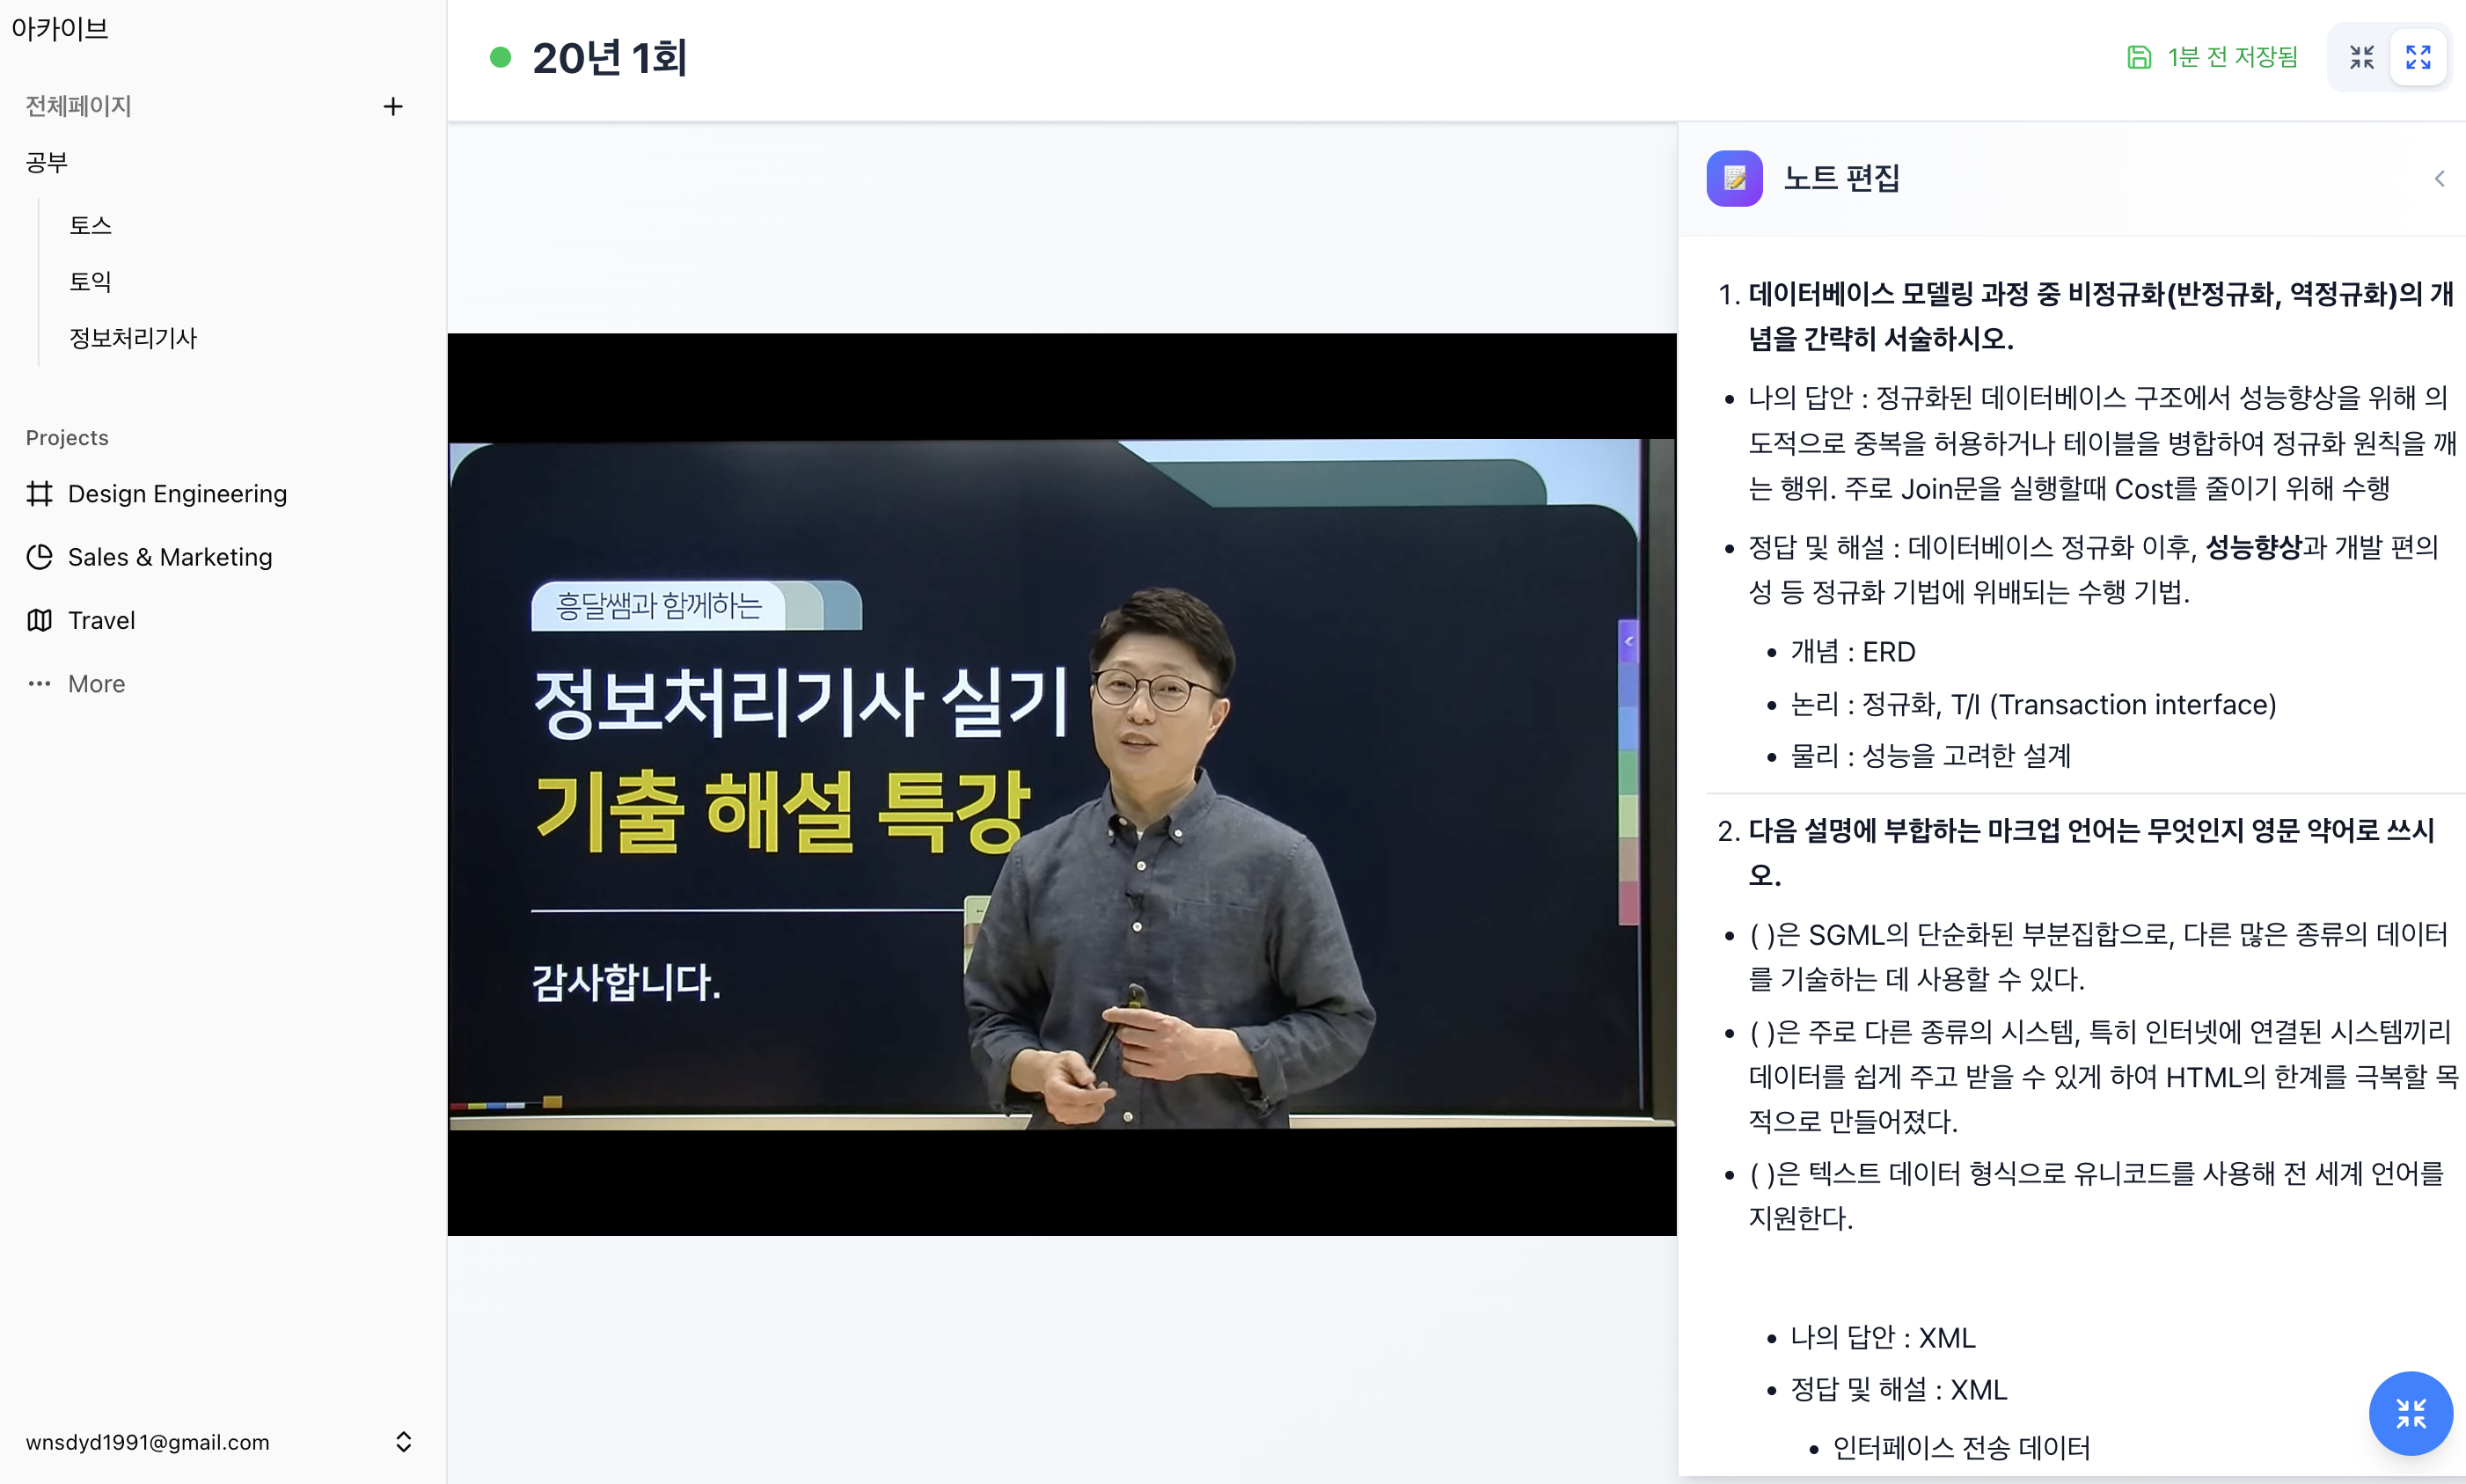 아카이브
전체페이지
공부
토스
토익
정보처리기사
Projects
Design Engineering
Sales & Marketing
Travel
More
wnsdyd1991@gmail.com
20년 1회
1분 전 저장됨
흥달쌤과 함께하는
정보처리기사 실기
기출 해설 특강
감사합니다.
노트 편집
1. 데이터베이스 모델링 과정 중 비정규화(반정규화, 역정규화)의 개
념을 간략히 서술하시오.
나의 답안 : 정규화된 데이터베이스 구조에서 성능향상을 위해 의
도적으로 중복을 허용하거나 테이블을 병합하여 정규화 원칙을 깨
는 행위. 주로 Join문을 실행할때 Cost를 줄이기 위해 수행
정답 및 해설 : 데이터베이스 정규화 이후, 성능향상과 개발 편의
성 등 정규화 기법에 위배되는 수행 기법.
개념 : ERD
논리 : 정규화, T/I (Transaction interface)
물리 : 성능을 고려한 설계
2. 다음 설명에 부합하는 마크업 언어는 무엇인지 영문 약어로 쓰시
오.
( )은 SGML의 단순화된 부분집합으로, 다른 많은 종류의 데이터
를 기술하는 데 사용할 수 있다.
( )은 주로 다른 종류의 시스템, 특히 인터넷에 연결된 시스템끼리
데이터를 쉽게 주고 받을 수 있게 하여 HTML의 한계를 극복할 목
적으로 만들어졌다.
( )은 텍스트 데이터 형식으로 유니코드를 사용해 전 세계 언어를
지원한다.
나의 답안 : XML
정답 및 해설 : XML
인터페이스 전송 데이터